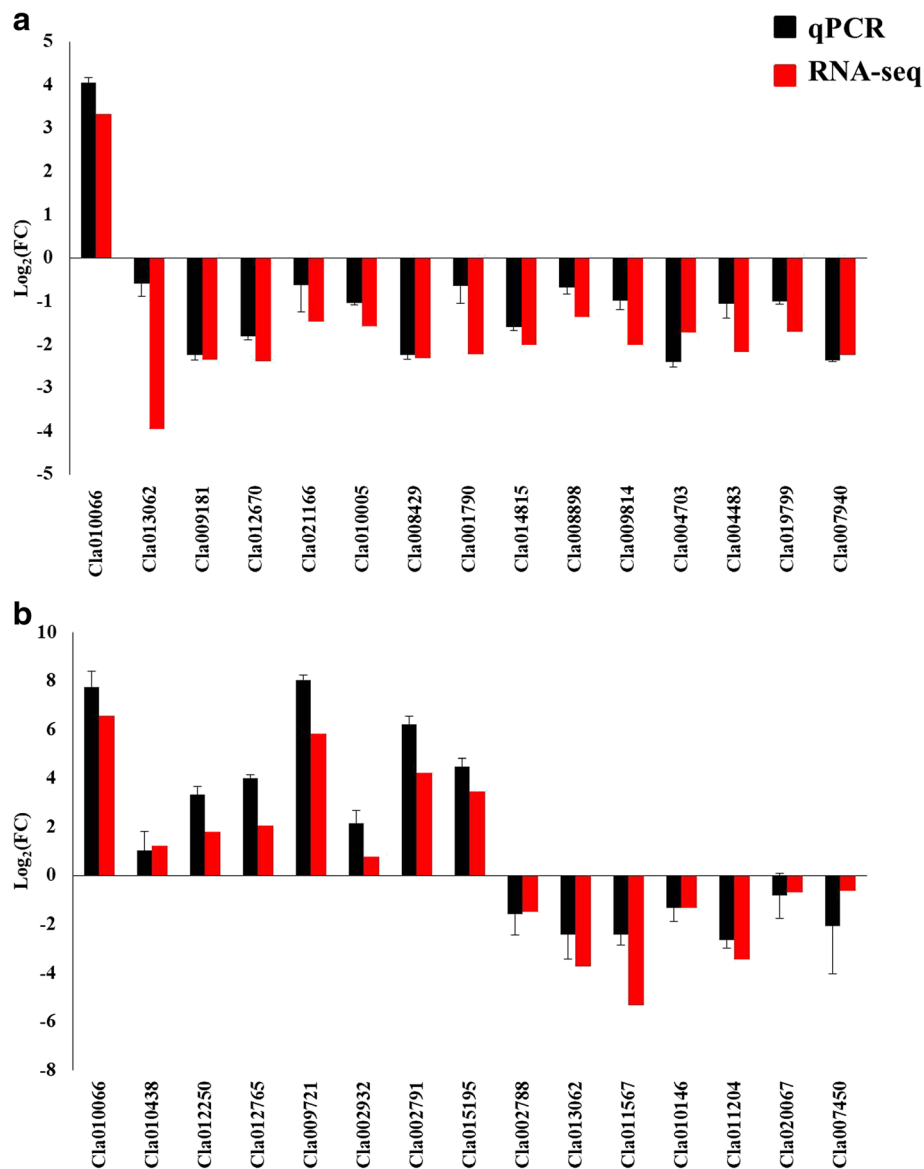 a
qPCR
RNA-seq
Log2(FC)
5
4
3
2
1
0
-1
-2
-3
-4
-5
Cla010066
Cla013062
Cla009181
Cla012670
Cla021166
Cla010005
Cla008429
Cla001790
Cla014815
Cla008898
Cla009814
Cla004703
Cla004483
Cla019799
Cla007940
b
Log2(FC)
10
8
6
4
2
0
-2
-4
-6
-8
Cla010066
Cla010438
Cla012250
Cla012765
Cla009721
Cla002932
Cla002791
Cla015195
Cla002788
Cla013062
Cla011567
Cla010146
Cla011204
Cla020067
Cla007450